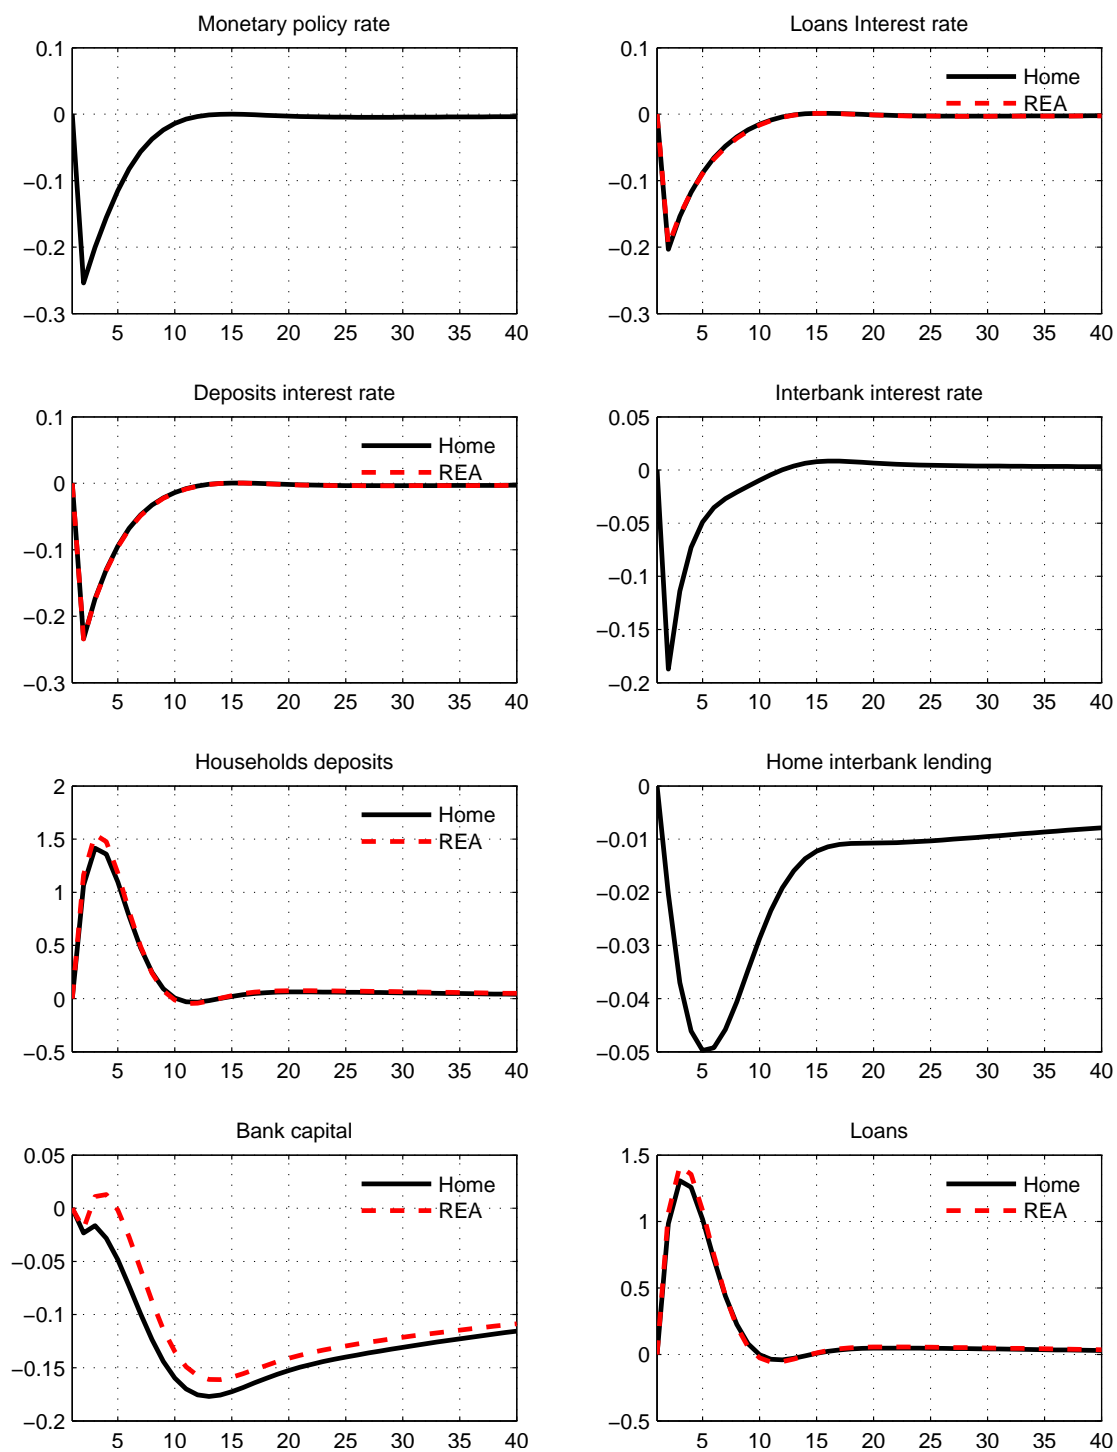 Monetary policy rate
0.1
0
−0.1
−0.2
−0.3
5 10 15 20 25 30 35 40
Loans Interest rate
0.1
0
−0.1
−0.2
−0.3
Home
REA
5 10 15 20 25 30 35 40
Deposits interest rate
0.1
0
−0.1
−0.2
−0.3
Home
REA
5 10 15 20 25 30 35 40
Interbank interest rate
0.05
0
−0.05
−0.1
−0.15
−0.2
5 10 15 20 25 30 35 40
Households deposits
2
1.5
1
0.5
0
−0.5
Home
REA
5 10 15 20 25 30 35 40
Home interbank lending
0
−0.01
−0.02
−0.03
−0.04
−0.05
5 10 15 20 25 30 35 40
Bank capital
0.05
0
−0.05
−0.1
−0.15
−0.2
Home
REA
5 10 15 20 25 30 35 40
Loans
1.5
1
0.5
0
−0.5
Home
REA
5 10 15 20 25 30 35 40